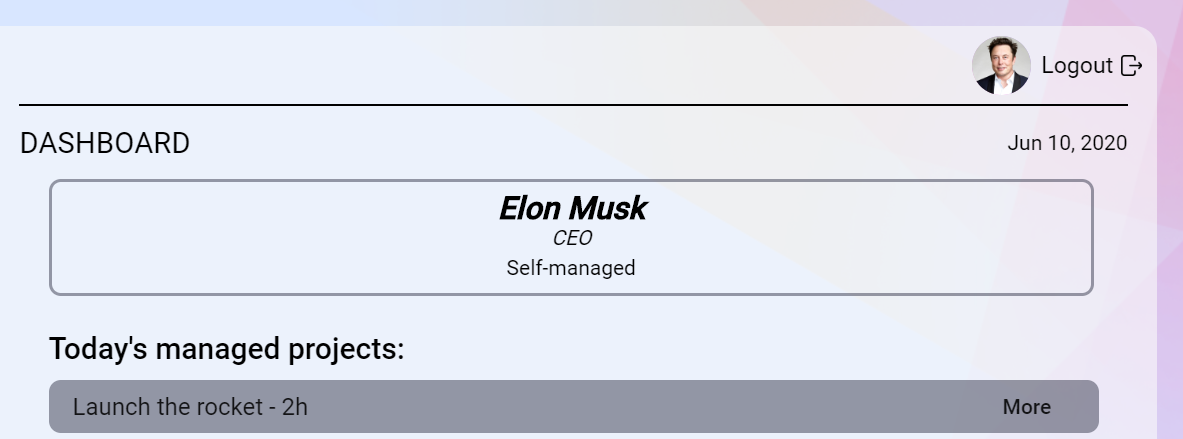 Logout
DASHBOARD
Jun 10, 2020
Elon Musk
CEO
Self-managed
Today's managed projects:
Launch the rocket - 2h
More